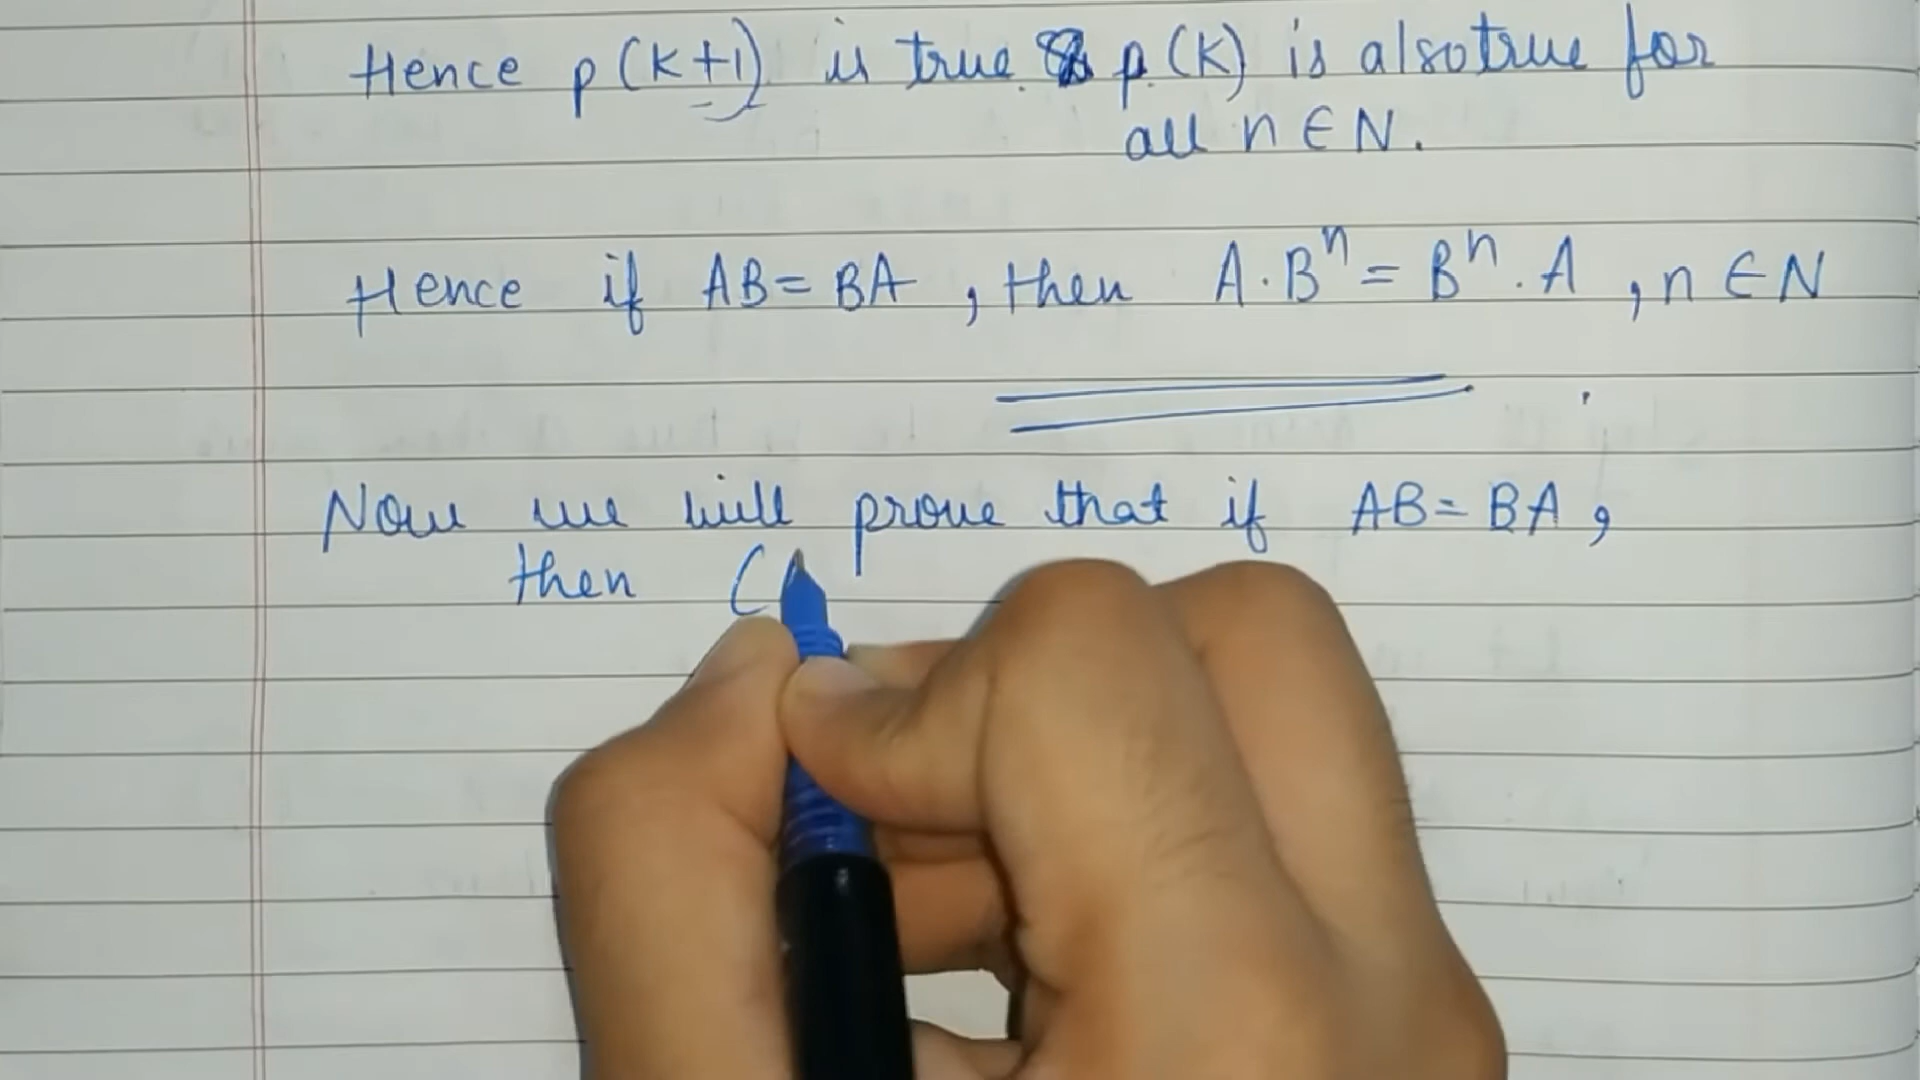 Hence p(k+1) is true & p(k) is also true for
all n ∈ N.
Hence if AB = BA, then A·Bⁿ = Bⁿ·A, n ∈ N
Now we will prove that if AB = BA,
then (